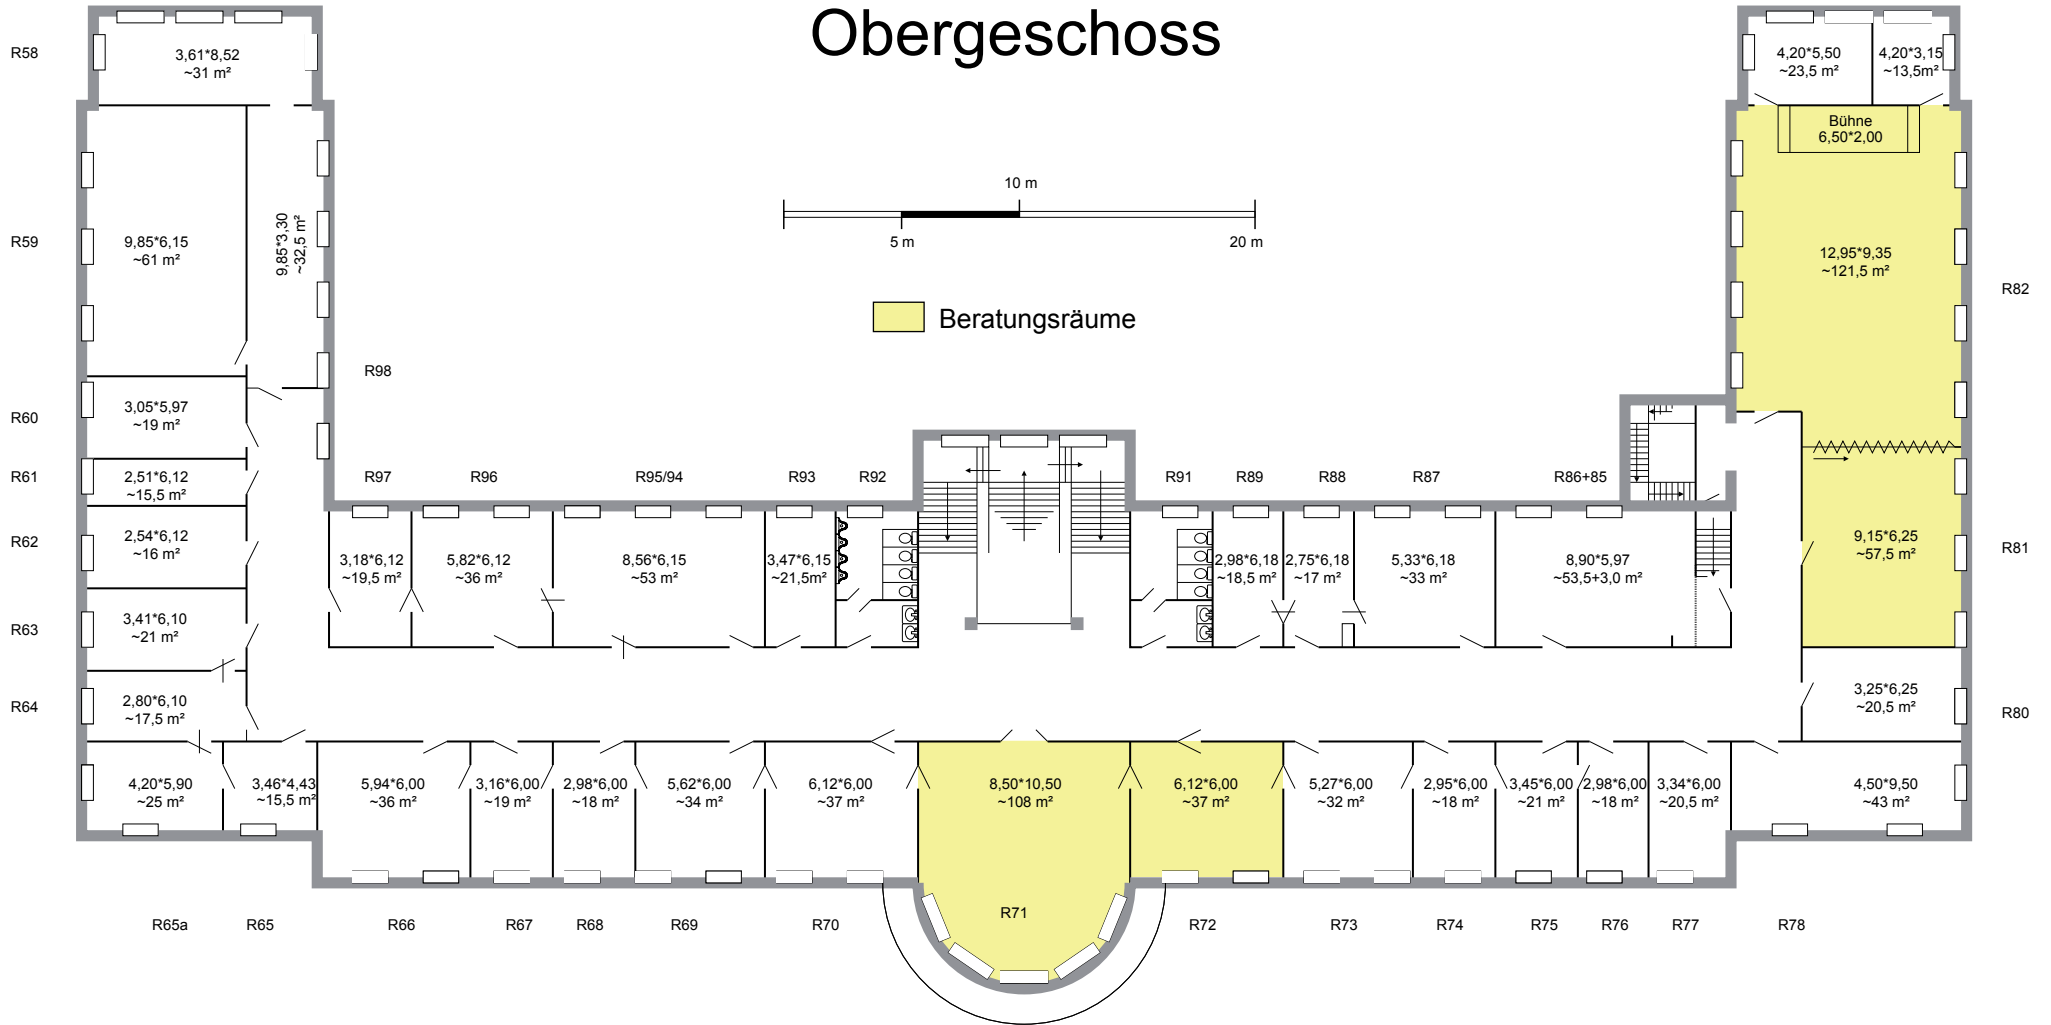 Obergeschoss
R58
3,61*8,52
~31 m²
4,20*5,50
~23,5 m²
4,20*3,15
~13,5m²
Bühne
6,50*2,00
10 m
5 m
20 m
R59
9,85*6,15
~61 m²
9,85*3,30
~32,5 m²
12,95*9,35
~121,5 m²
R82
Beratungsräume
R98
R60
3,05*5,97
~19 m²
R61
2,51*6,12
~15,5 m²
R97
R96
R95/94
R93
R92
R91
R89
R88
R87
R86+85
R62
2,54*6,12
~16 m²
3,18*6,12
~19,5 m²
5,82*6,12
~36 m²
8,56*6,15
~53 m²
3,47*6,15
~21,5m²
2,98*6,18
~18,5 m²
2,75*6,18
~17 m²
5,33*6,18
~33 m²
8,90*5,97
~53,5+3,0 m²
9,15*6,25
~57,5 m²
R81
R63
3,41*6,10
~21 m²
R64
2,80*6,10
~17,5 m²
3,25*6,25
~20,5 m²
R80
4,20*5,90
~25 m²
3,46*4,43
~15,5 m²
5,94*6,00
~36 m²
3,16*6,00
~19 m²
2,98*6,00
~18 m²
5,62*6,00
~34 m²
6,12*6,00
~37 m²
8,50*10,50
~108 m²
6,12*6,00
~37 m²
5,27*6,00
~32 m²
2,95*6,00
~18 m²
3,45*6,00
~21 m²
2,98*6,00
~18 m²
3,34*6,00
~20,5 m²
4,50*9,50
~43 m²
R65a
R65
R66
R67
R68
R69
R70
R71
R72
R73
R74
R75
R76
R77
R78